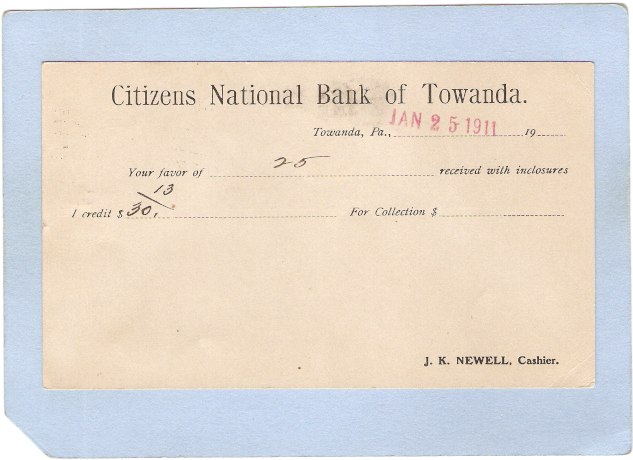 Citizens National Bank of Towanda.
Towanda, Pa., JAN 25 1911 19
Your favor of 25 received with inclosures
13
I credit $ 30, For Collection $
J. K. NEWELL, Cashier.